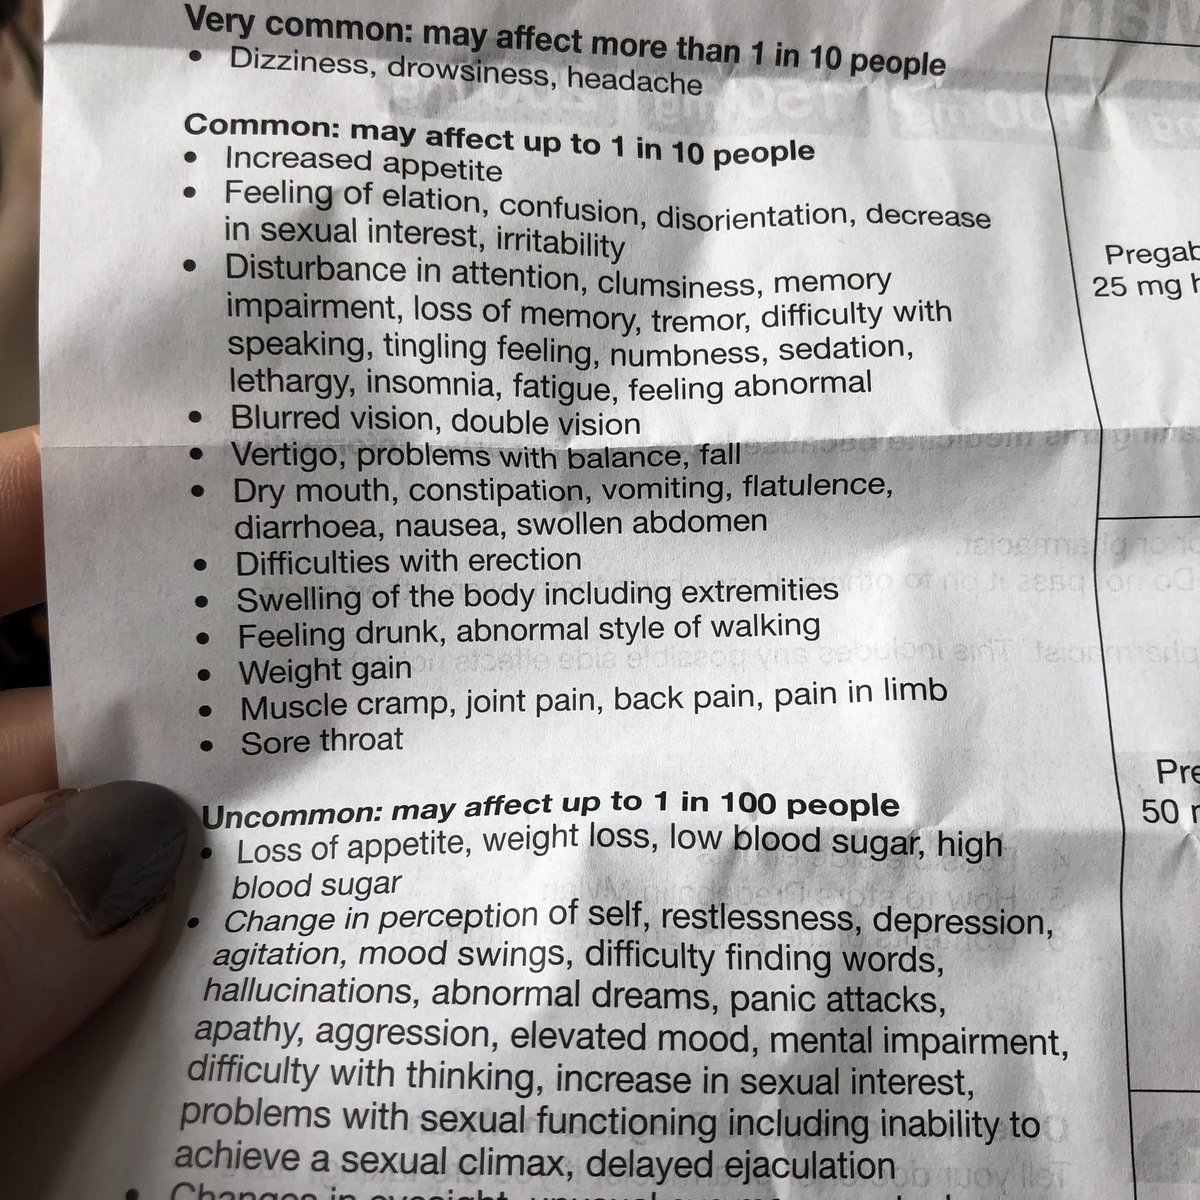 Very common: may affect more than 1 in 10 people
• Dizziness, drowsiness, headache
Common: may affect up to 1 in 10 people
• Increased appetite
• Feeling of elation, confusion, disorientation, decrease
in sexual interest, irritability
• Disturbance in attention, clumsiness, memory
impairment, loss of memory, tremor, difficulty with
speaking, tingling feeling, numbness, sedation,
lethargy, insomnia, fatigue, feeling abnormal
• Blurred vision, double vision
• Vertigo, problems with balance, fall
• Dry mouth, constipation, vomiting, flatulence,
diarrhoea, nausea, swollen abdomen
• Difficulties with erection
• Swelling of the body including extremities
• Feeling drunk, abnormal style of walking
• Weight gain
• Muscle cramp, joint pain, back pain, pain in limb
• Sore throat
Uncommon: may affect up to 1 in 100 people
• Loss of appetite, weight loss, low blood sugar, high
blood sugar
• Change in perception of self, restlessness, depression,
agitation, mood swings, difficulty finding words,
hallucinations, abnormal dreams, panic attacks,
apathy, aggression, elevated mood, mental impairment,
difficulty with thinking, increase in sexual interest,
problems with sexual functioning including inability to
achieve a sexual climax, delayed ejaculation
• Changes in eyesight, unusual
Pregab
25 mg h
Pre
50